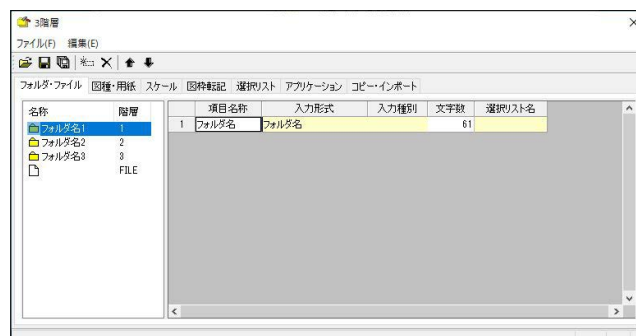 3階層
ファイル(F) 編集(E)
フォルダ・ファイル 図種・用紙 スケール 図枠転記 選択リスト アプリケーション コピー・インポート
名称 階層
フォルダ名1 1
フォルダ名2 2
フォルダ名3 3
FILE
項目名称 入力形式 入力種別 文字数 選択リスト名
1 フォルダ名 フォルダ名 61